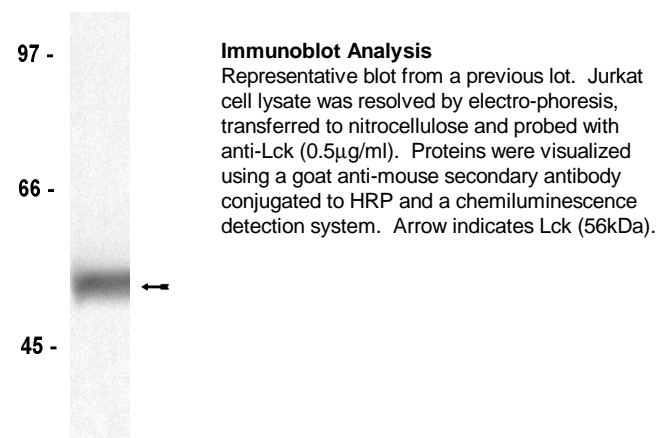 97 -
66 -
45 -
Immunoblot Analysis
Representative blot from a previous lot.  Jurkat
cell lysate was resolved by electro-phoresis,
transferred to nitrocellulose and probed with
anti-Lck (0.5μg/ml).  Proteins were visualized
using a goat anti-mouse secondary antibody
conjugated to HRP and a chemiluminescence
detection system.  Arrow indicates Lck (56kDa).